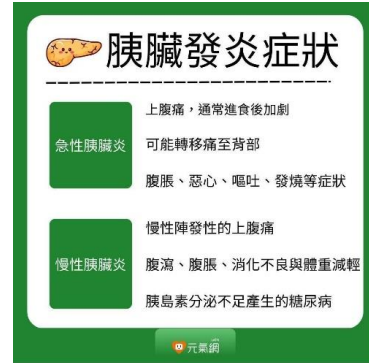 胰臟發炎症狀
急性胰臟炎
上腹痛，通常進食後加劇
可能轉移痛至背部
腹脹、惡心、嘔吐、發燒等症狀
慢性胰臟炎
慢性陣發性的上腹痛
腹瀉、腹脹、消化不良與體重減輕
胰島素分泌不足產生的糖尿病
元氣網